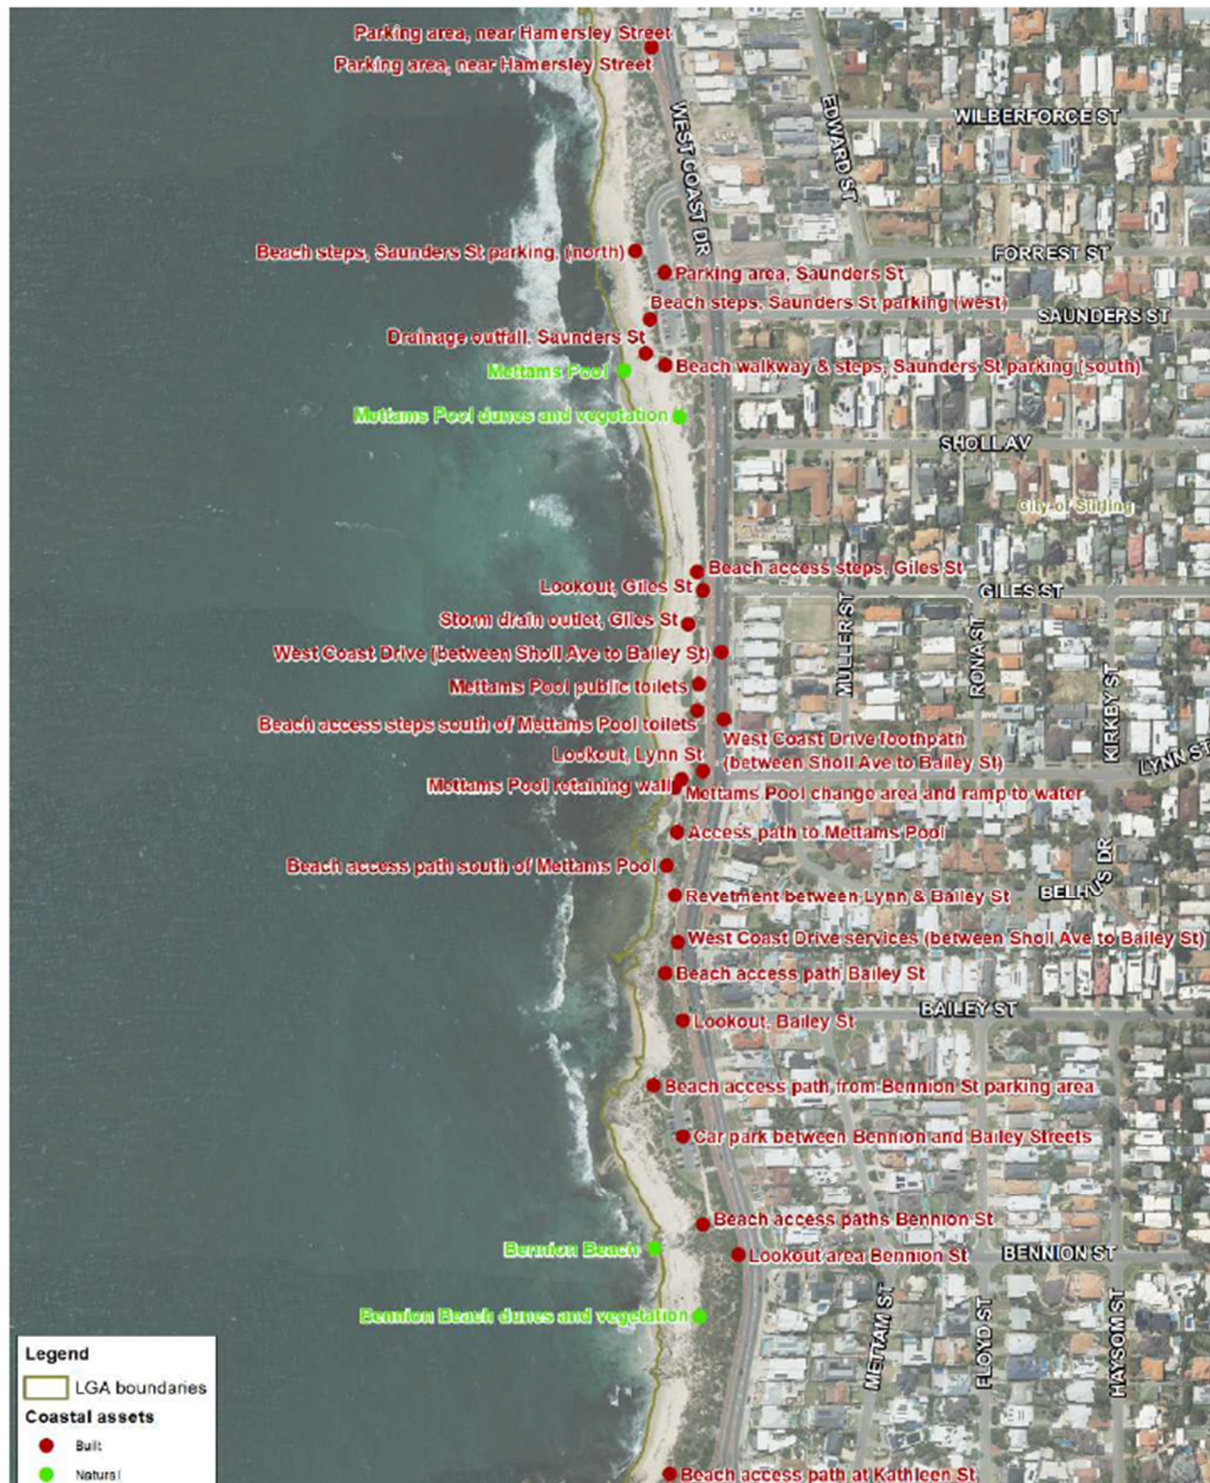 Parking area, near Hamersley Street
Parking area, near Hamersley Street
WEST COAST DR
EDWARD ST
WILBERFORCE ST
Beach steps, Saunders St parking, (north)
FORREST ST
Parking area, Saunders St
Beach steps, Saunders St parking (west)
SAUNDERS ST
Drainage outfall, Saunders St
Mettams Pool
Beach walkway & steps, Saunders St parking (south)
Mettams Pool dunes and vegetation
SHOLL AV
City of Stirling
Beach access steps, Giles St
Lookout, Giles St
GILES ST
Storm drain outlet, Giles St
MULLER ST
RONA ST
KIRKBY ST
West Coast Drive (between Sholl Ave to Bailey St)
Mettams Pool public toilets
Beach access steps south of Mettams Pool toilets
West Coast Drive footpath
(between Sholl Ave to Bailey St)
Lookout, Lynn St
LYNN ST
Mettams Pool retaining wall
Mettams Pool change area and ramp to water
Access path to Mettams Pool
Beach access path south of Mettams Pool
BELHUS DR
Revetment between Lynn & Bailey St
West Coast Drive services (between Sholl Ave to Bailey St)
Beach access path Bailey St
BAILEY ST
Lookout, Bailey St
Beach access path from Bennion St parking area
Car park between Bennion and Bailey Streets
Beach access paths Bennion St
Bennion Beach
Lookout area Bennion St
BENNION ST
Bennion Beach dunes and vegetation
METTAM ST
FLOYD ST
HAYSOM ST
Legend
LGA boundaries
Coastal assets
Built
Natural
Beach access path at Kathleen St